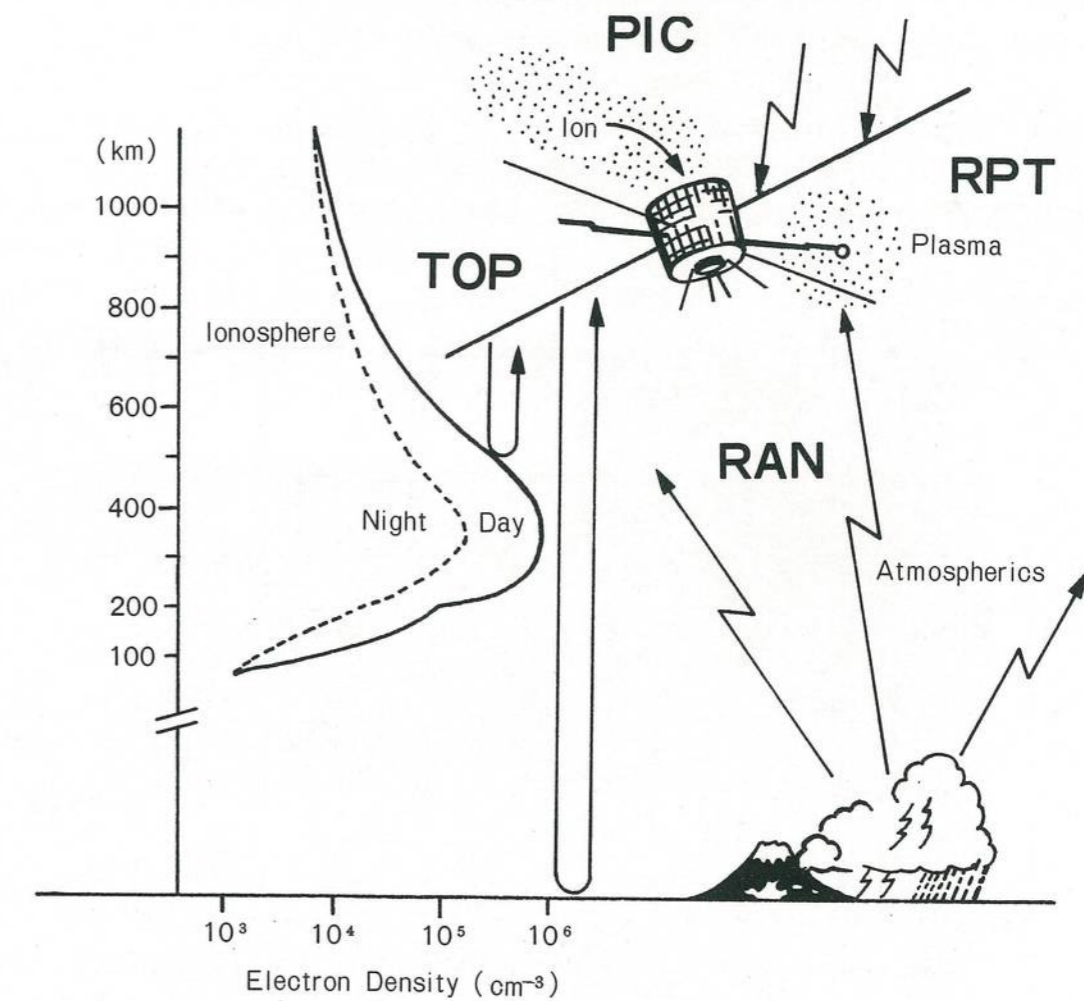 PIC
Ion
(km)
RPT
1000
Plasma
TOP
800
Ionosphere
600
RAN
400
Night
Day
Atmospherics
200
100
10³ 10⁴ 10⁵ 10⁶
Electron Density (cm⁻³)